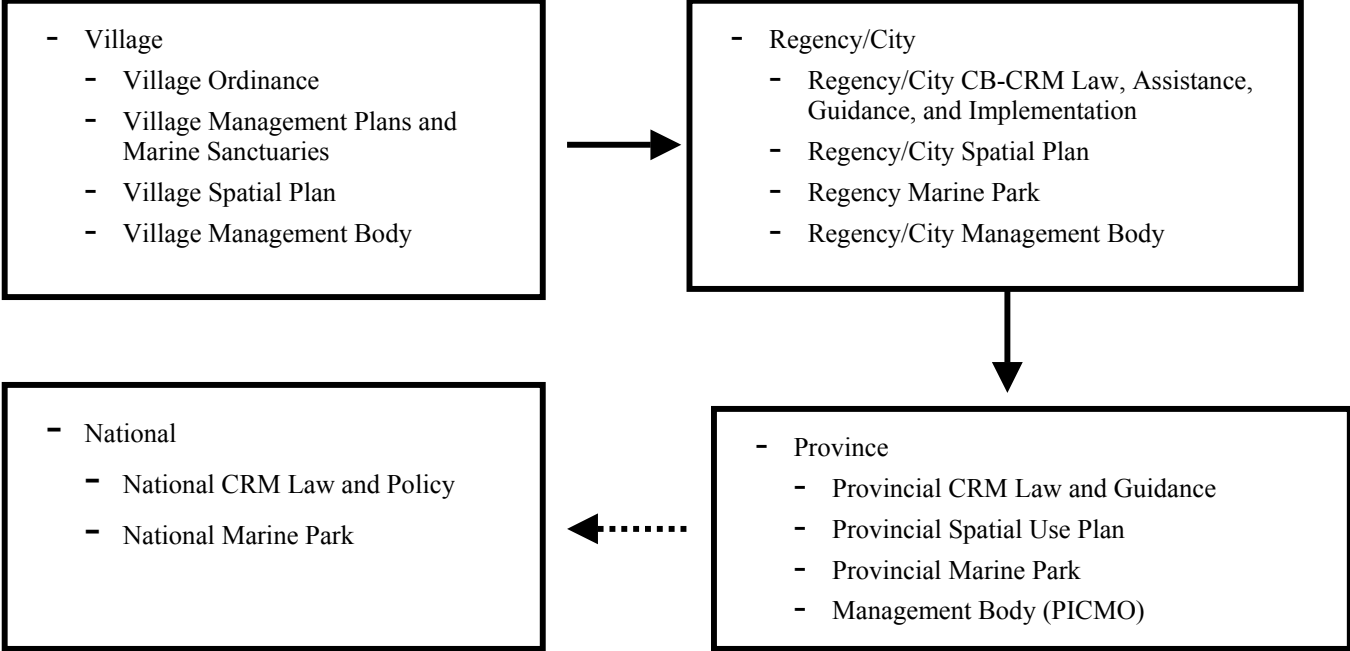 - Village
- Village Ordinance
- Village Management Plans and
Marine Sanctuaries
- Village Spatial Plan
- Village Management Body
- Regency/City
- Regency/City CB-CRM Law, Assistance,
Guidance, and Implementation
- Regency/City Spatial Plan
- Regency Marine Park
- Regency/City Management Body
- National
- National CRM Law and Policy
- National Marine Park
- Province
- Provincial CRM Law and Guidance
- Provincial Spatial Use Plan
- Provincial Marine Park
- Management Body (PICMO)